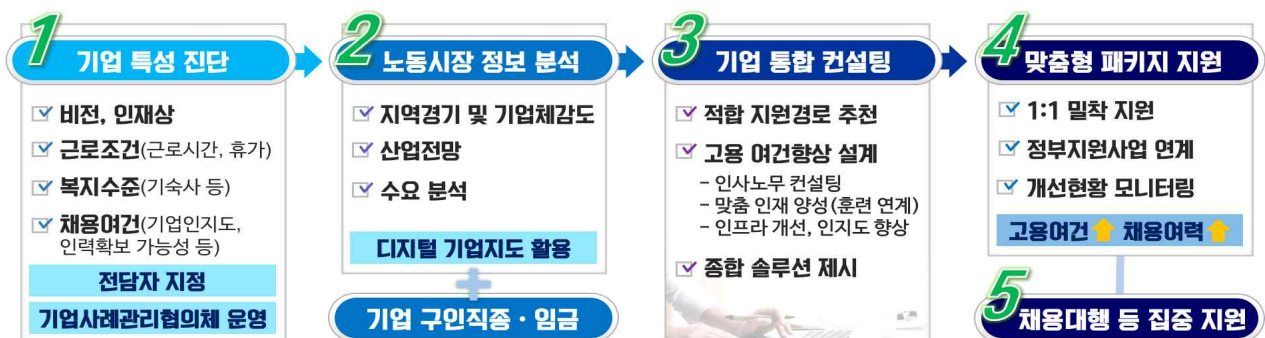 1
기업 특성 진단
비전, 인재상
근로조건(근로시간, 휴가)
복지수준(기숙사 등)
채용여건(기업인지도,
인력확보 가능성 등)
전담자 지정
기업사례관리협의체 운영
2
노동시장 정보 분석
지역경기 및 기업체감도
산업전망
수요 분석
디지털 기업지도 활용
+
기업 구인직종·임금
3
기업 통합 컨설팅
적합 지원경로 추천
고용 여건향상 설계
- 인사노무 컨설팅
- 맞춤 인재 양성(훈련 연계)
- 인프라 개선, 인지도 향상
종합 솔루션 제시
4
맞춤형 패키지 지원
1:1 밀착 지원
정부지원사업 연계
개선현황 모니터링
고용여건 채용여력
5
채용대행 등 집중 지원